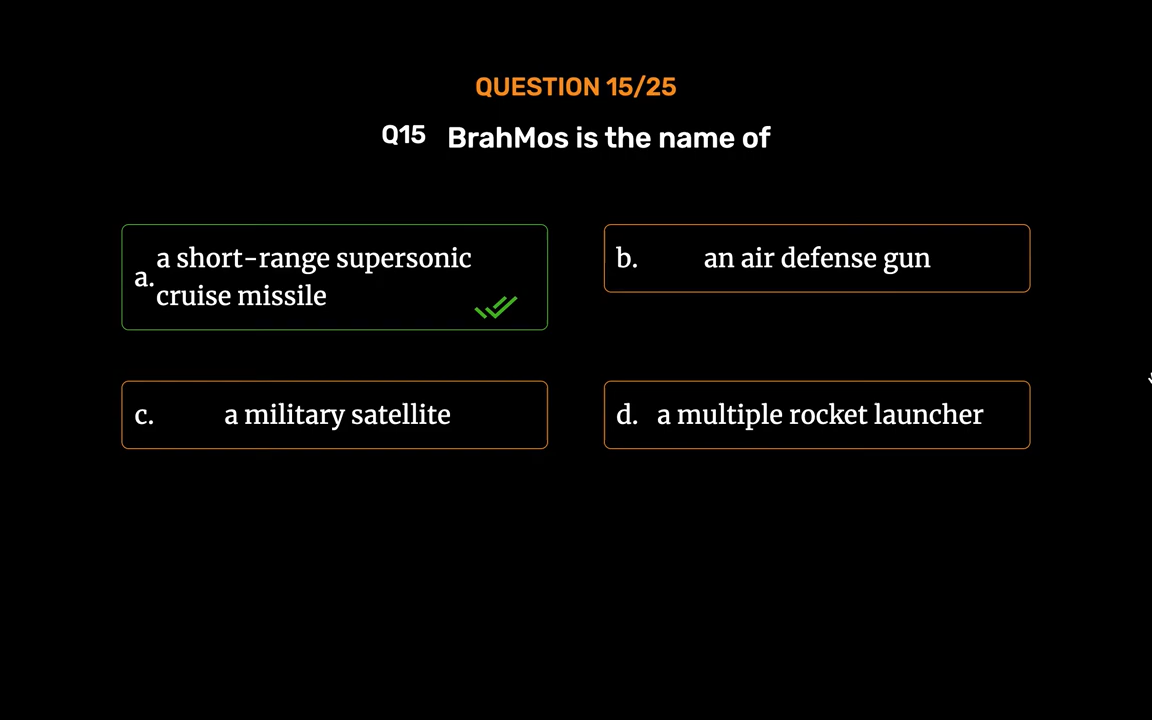 QUESTION 15/25
Q15 BrahMos is the name of
a. a short-range supersonic
cruise missile
b. an air defense gun
c. a military satellite
d. a multiple rocket launcher